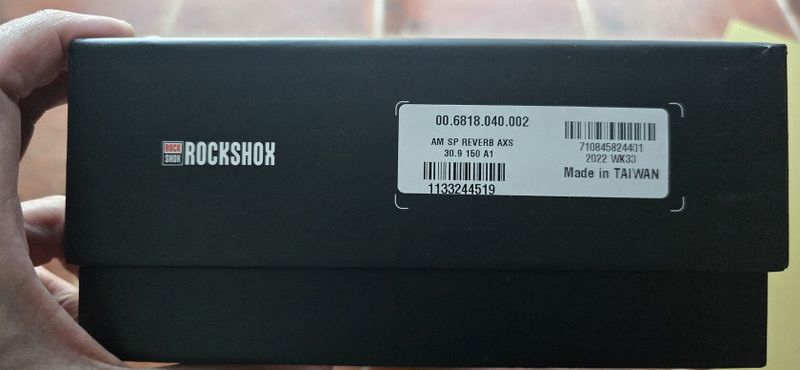 ROCK
SHOX
ROCKSHOX
00.6818.040.002
AM SP REVERB AXS
30.9 150 A1
1133244519
710845824401
2022 WK33
Made in TAIWAN